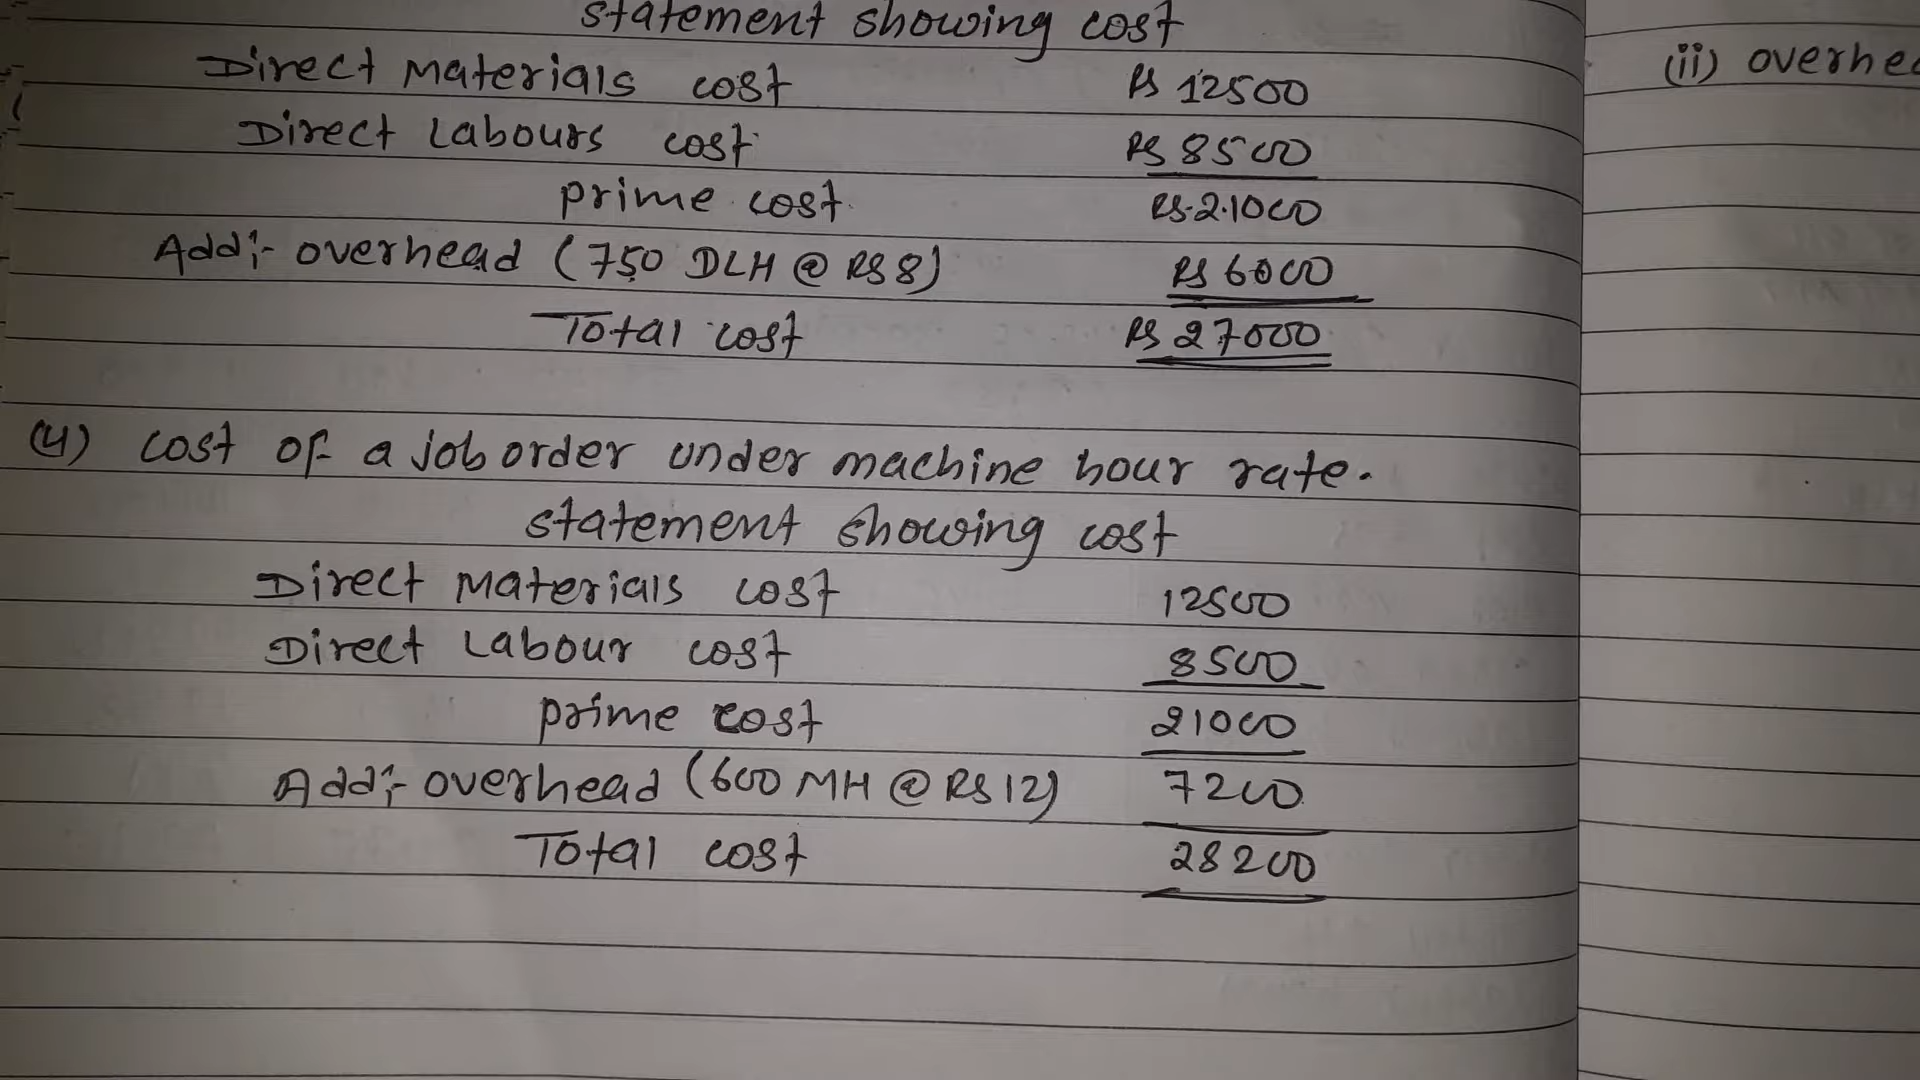 statement showing cost
Direct Materials cost Rs 12500
Direct Labours cost Rs 8500
prime cost Rs. 21000
Add:- overhead (750 DLH @ RS 8) Rs 6000
Total cost Rs 27000
(4) cost of a job order under machine hour rate.
statement showing cost
Direct Materials cost 12500
Direct Labour cost 8500
prime cost 21000
Add:- overhead (600 MH @ RS 12) 7200
Total cost 28200
(ii) overhe